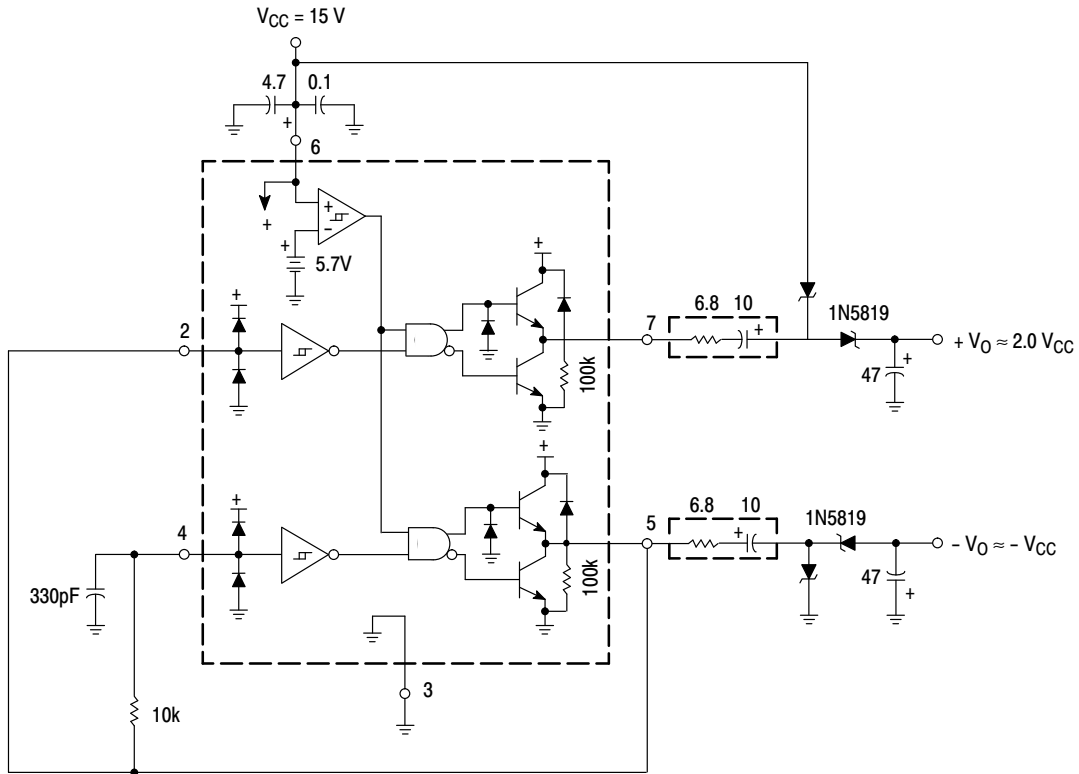 V_CC = 15 V
4.7 0.1
+
6
+
+
−
+
5.7V
+
+
6.8 10
1N5819
2
7
+
+ V_O ≈ 2.0 V_CC
47
+
100k
+
+
6.8 10
1N5819
4
5
+
− V_O ≈ − V_CC
330pF
100k
47
+
3
10k